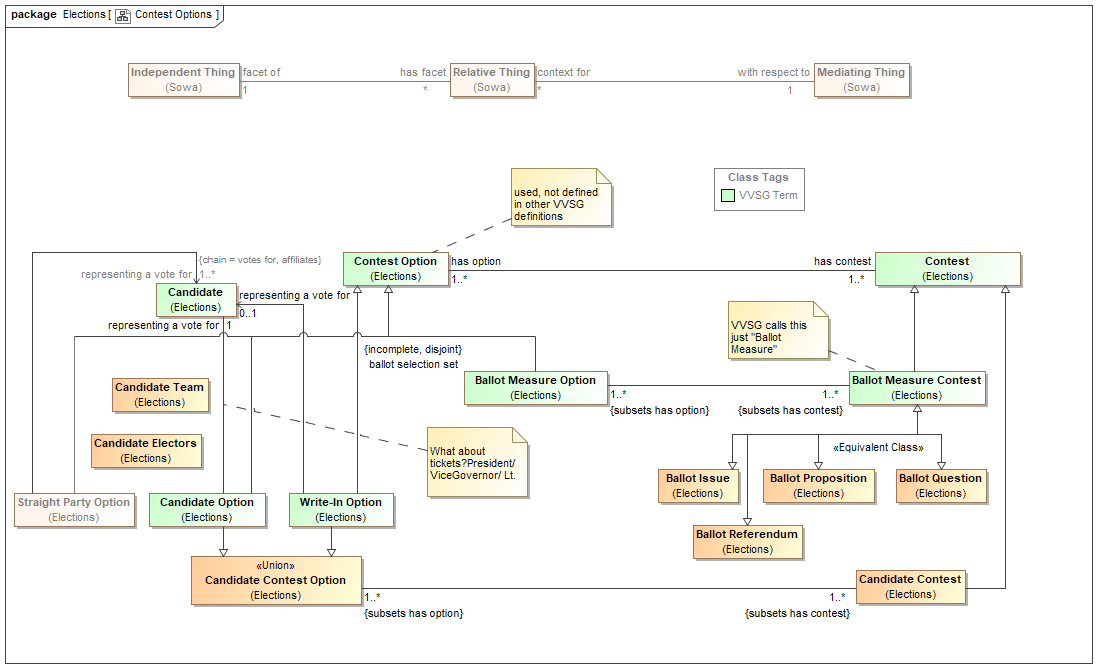 package Elections [ Contest Options ]
Independent Thing
(Sowa)
facet of
1
has facet
*
Relative Thing
(Sowa)
context for
*
with respect to
1
Mediating Thing
(Sowa)
used, not defined
in other VVSG
definitions
Class Tags
VVSG Term
{chain = votes for, affiliates}
representing a vote for
1..*
Contest Option
(Elections)
has option
1..*
has contest
1..*
Contest
(Elections)
Candidate
(Elections)
representing a vote for
0..1
representing a vote for
1
VVSG calls this
just "Ballot
Measure"
{incomplete, disjoint}
ballot selection set
Ballot Measure Option
(Elections)
1..*
{subsets has option}
1..*
{subsets has contest}
Ballot Measure Contest
(Elections)
Candidate Team
(Elections)
Candidate Electors
(Elections)
What about
tickets?President/
ViceGovernor/ Lt.
«Equivalent Class»
Ballot Issue
(Elections)
Ballot Proposition
(Elections)
Ballot Question
(Elections)
Straight Party Option
(Elections)
Candidate Option
(Elections)
Write-In Option
(Elections)
Ballot Referendum
(Elections)
«Union»
Candidate Contest Option
(Elections)
1..*
{subsets has option}
1..*
{subsets has contest}
Candidate Contest
(Elections)